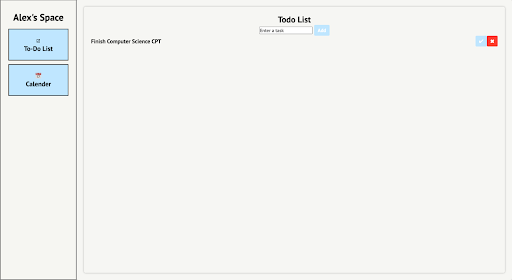 Alex's Space
To-Do List
Calender
Todo List
Enter a task
Add
Finish Computer Science CPT